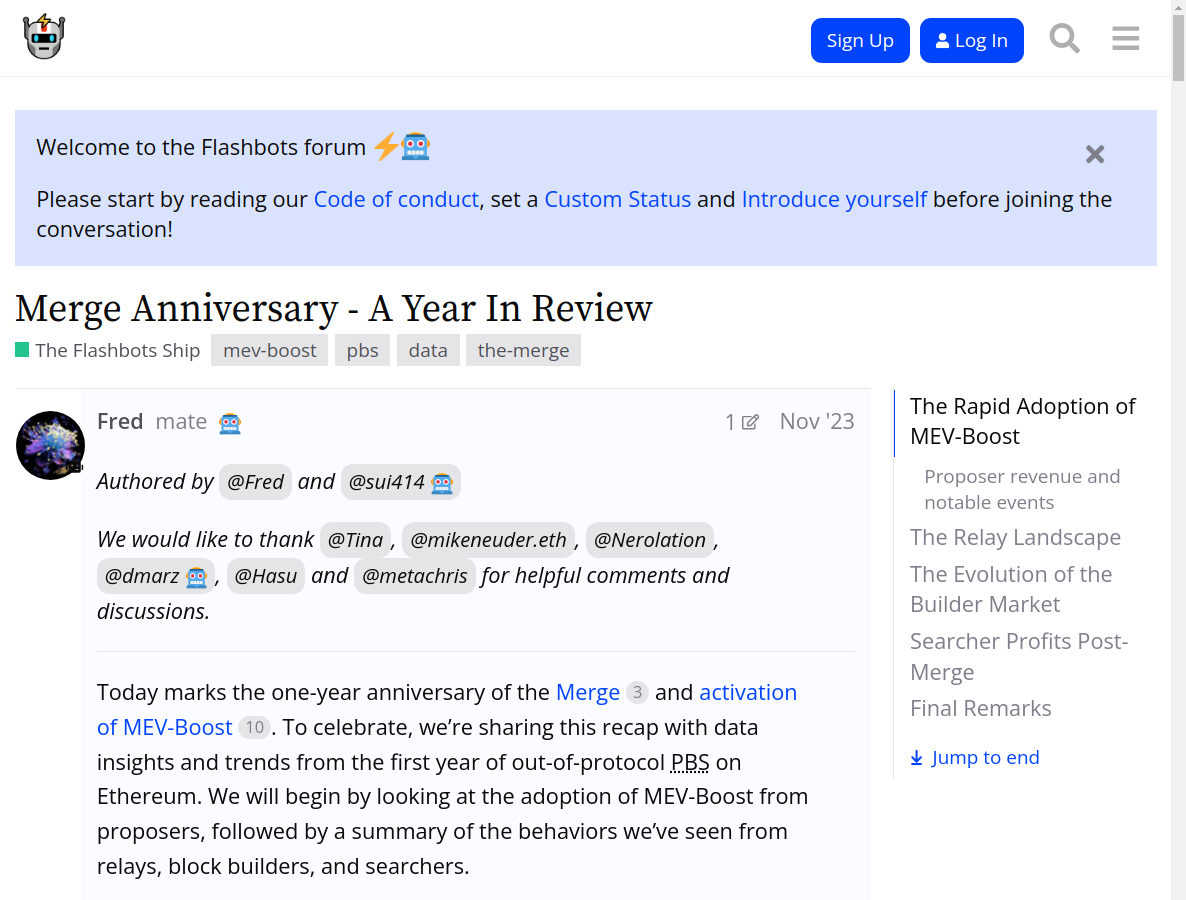 Sign Up
Log In
Welcome to the Flashbots forum
Please start by reading our Code of conduct, set a Custom Status and Introduce yourself before joining the
conversation!
Merge Anniversary - A Year In Review
The Flashbots Ship mev-boost pbs data the-merge
Fred mate 1 Nov '23
Authored by @Fred and @sui414
We would like to thank @Tina, @mikeneuder.eth, @Nerolation,
@dmarz, @Hasu and @metachris for helpful comments and
discussions.
Today marks the one-year anniversary of the Merge 3 and activation
of MEV-Boost 10. To celebrate, we’re sharing this recap with data
insights and trends from the first year of out-of-protocol PBS on
Ethereum. We will begin by looking at the adoption of MEV-Boost from
proposers, followed by a summary of the behaviors we’ve seen from
relays, block builders, and searchers.
The Rapid Adoption of
MEV-Boost
Proposer revenue and
notable events
The Relay Landscape
The Evolution of the
Builder Market
Searcher Profits Post-
Merge
Final Remarks
Jump to end